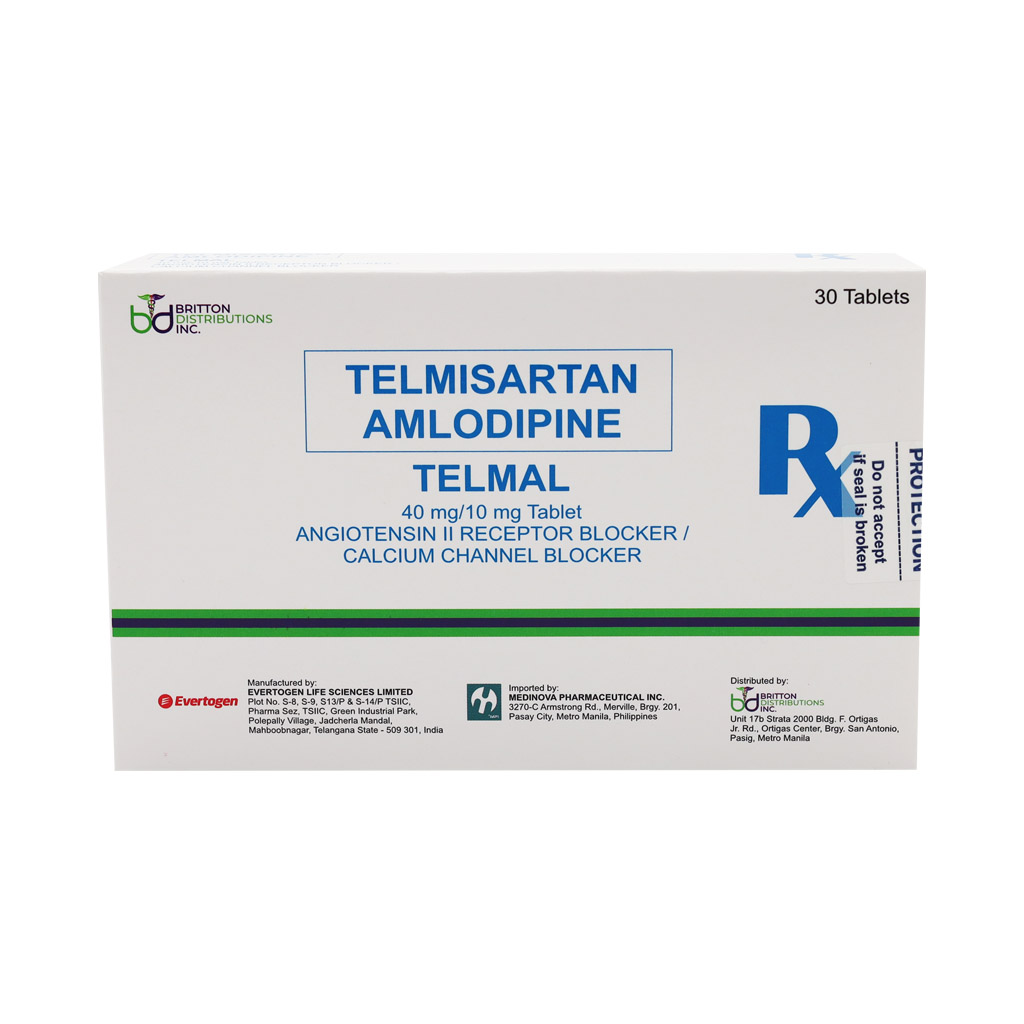 TELMAL
BRITTON
DISTRIBUTIONS
INC.
30 Tablets
TELMISARTAN
AMLODIPINE
TELMAL
40 mg/10 mg Tablet
ANGIOTENSIN II RECEPTOR BLOCKER /
CALCIUM CHANNEL BLOCKER
Rx
PROTECTION
Do not accept
if seal is broken
Evertogen
Manufactured by:
EVERTOGEN LIFE SCIENCES LIMITED
Plot No. S-8, S-9, S13/P & S-14/P TSIIC,
Pharma Sez, TSIIC, Green Industrial Park,
Polepally Village, Jadcherla Mandal,
Mahboobnagar, Telangana State - 509 301, India
Imported by:
MEDINOVA PHARMACEUTICAL INC.
3270-C Armstrong Rd., Merville, Brgy. 201,
Pasay City, Metro Manila, Philippines
Distributed by:
BRITTON
DISTRIBUTIONS
INC.
Unit 17b Strata 2000 Bldg. F. Ortigas
Jr. Rd., Ortigas Center, Brgy. San Antonio,
Pasig, Metro Manila